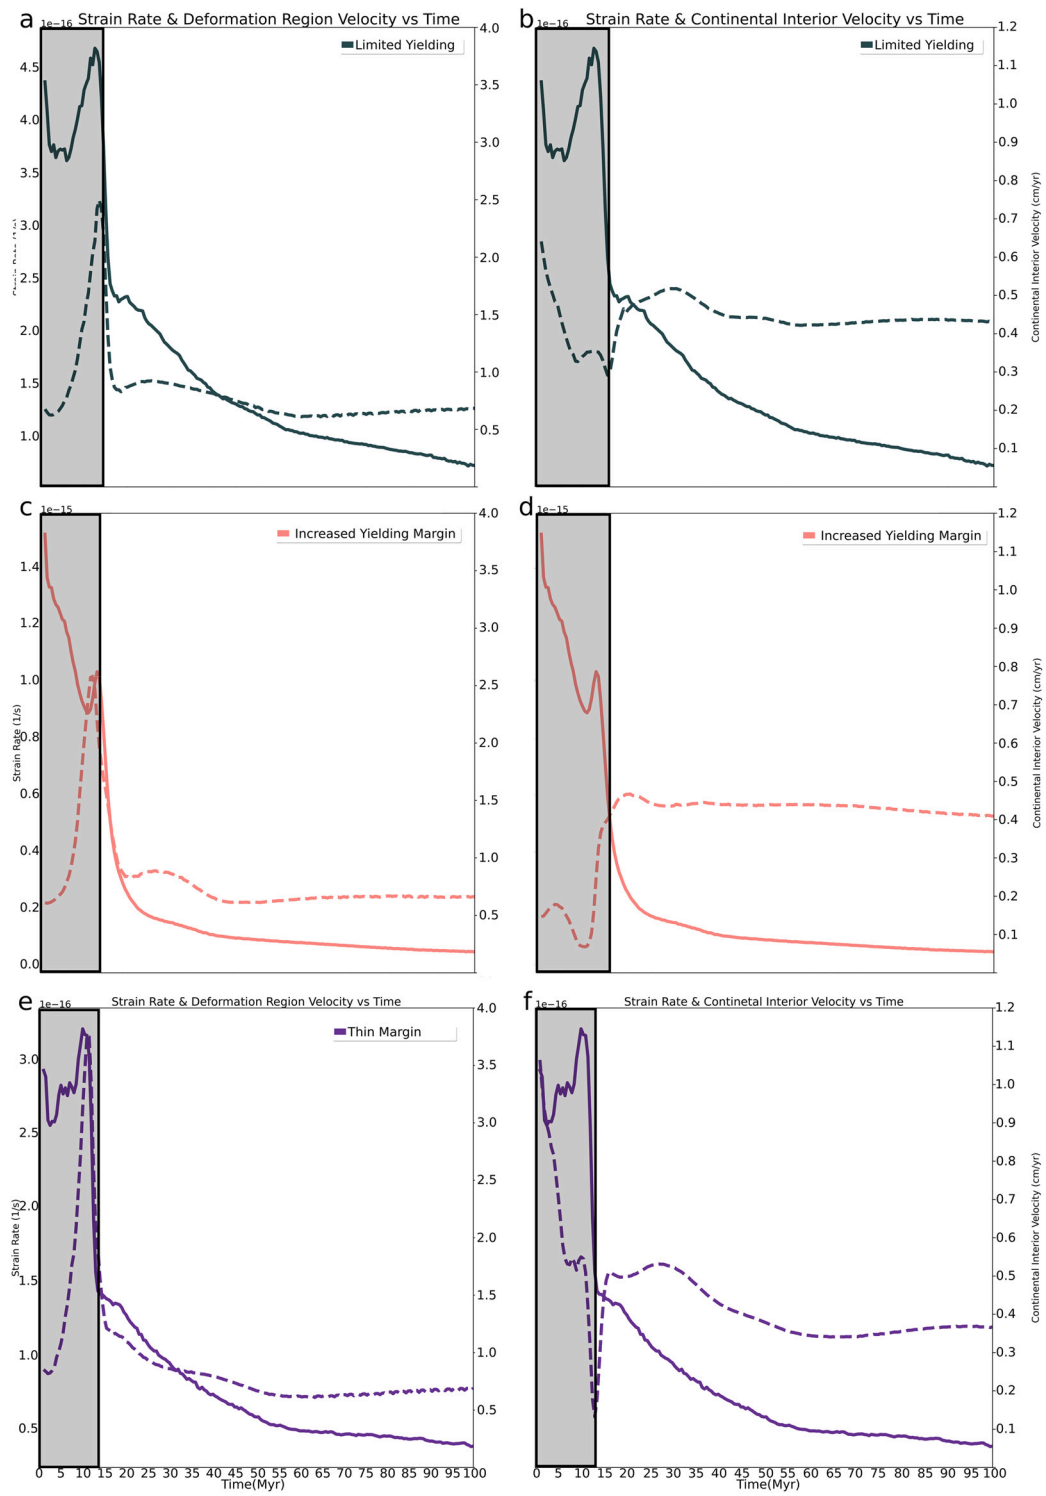 a
Strain Rate & Deformation Region Velocity vs Time
1e−16
Limited Yielding
4.5
4.0
3.5
3.0
2.5
2.0
1.5
1.0
4.0
3.5
3.0
2.5
2.0
1.5
1.0
0.5
b
Strain Rate & Continental Interior Velocity vs Time
1e−16
Limited Yielding
1.2
1.1
1.0
0.9
0.8
0.7
0.6
0.5
0.4
0.3
0.2
0.1
Continental Interior Velocity (cm/yr)
c
1e−15
Increased Yielding Margin
Strain Rate (1/s)
1.4
1.2
1.0
0.8
0.6
0.4
0.2
0.0
4.0
3.5
3.0
2.5
2.0
1.5
1.0
0.5
d
1e−15
Increased Yielding Margin
1.2
1.1
1.0
0.9
0.8
0.7
0.6
0.5
0.4
0.3
0.2
0.1
Continental Interior Velocity (cm/yr)
e
1e−16
Strain Rate & Deformation Region Velocity vs Time
Thin Margin
Strain Rate (1/s)
3.0
2.5
2.0
1.5
1.0
0.5
4.0
3.5
3.0
2.5
2.0
1.5
1.0
0.5
0 5 10 15 20 25 30 35 40 45 50 55 60 65 70 75 80 85 90 95 100
Time(Myr)
f
1e−16
Strain Rate & Continetal Interior Velocity vs Time
1.2
1.1
1.0
0.9
0.8
0.7
0.6
0.5
0.4
0.3
0.2
0.1
Continental Interior Velocity (cm/yr)
0 5 10 15 20 25 30 35 40 45 50 55 60 65 70 75 80 85 90 95 100
Time(Myr)